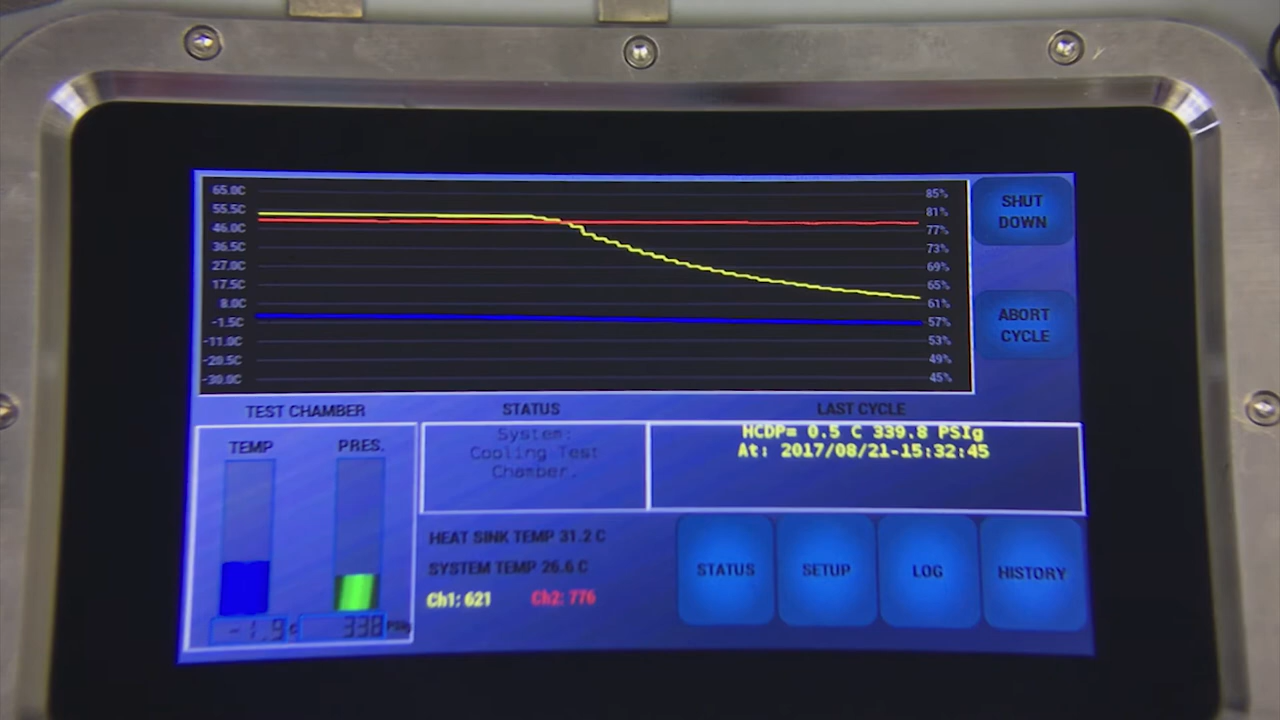 65.0C
55.5C
46.0C
36.5C
27.0C
17.5C
8.0C
-1.5C
-11.0C
-20.5C
-30.0C
85%
81%
77%
73%
69%
65%
61%
57%
53%
49%
45%
SHUT
DOWN
ABORT
CYCLE
TEST CHAMBER
STATUS
LAST CYCLE
TEMP
PRES.
System:
Cooling Test
Chamber.
HCDP= 0.5 C 339.8 PSIg
At: 2017/08/21-15:32:45
HEAT SINK TEMP 31.2 C
SYSTEM TEMP 26.6 C
Ch1: 621
Ch2: 776
STATUS
SETUP
LOG
HISTORY
-1.9 C
338 PSIg